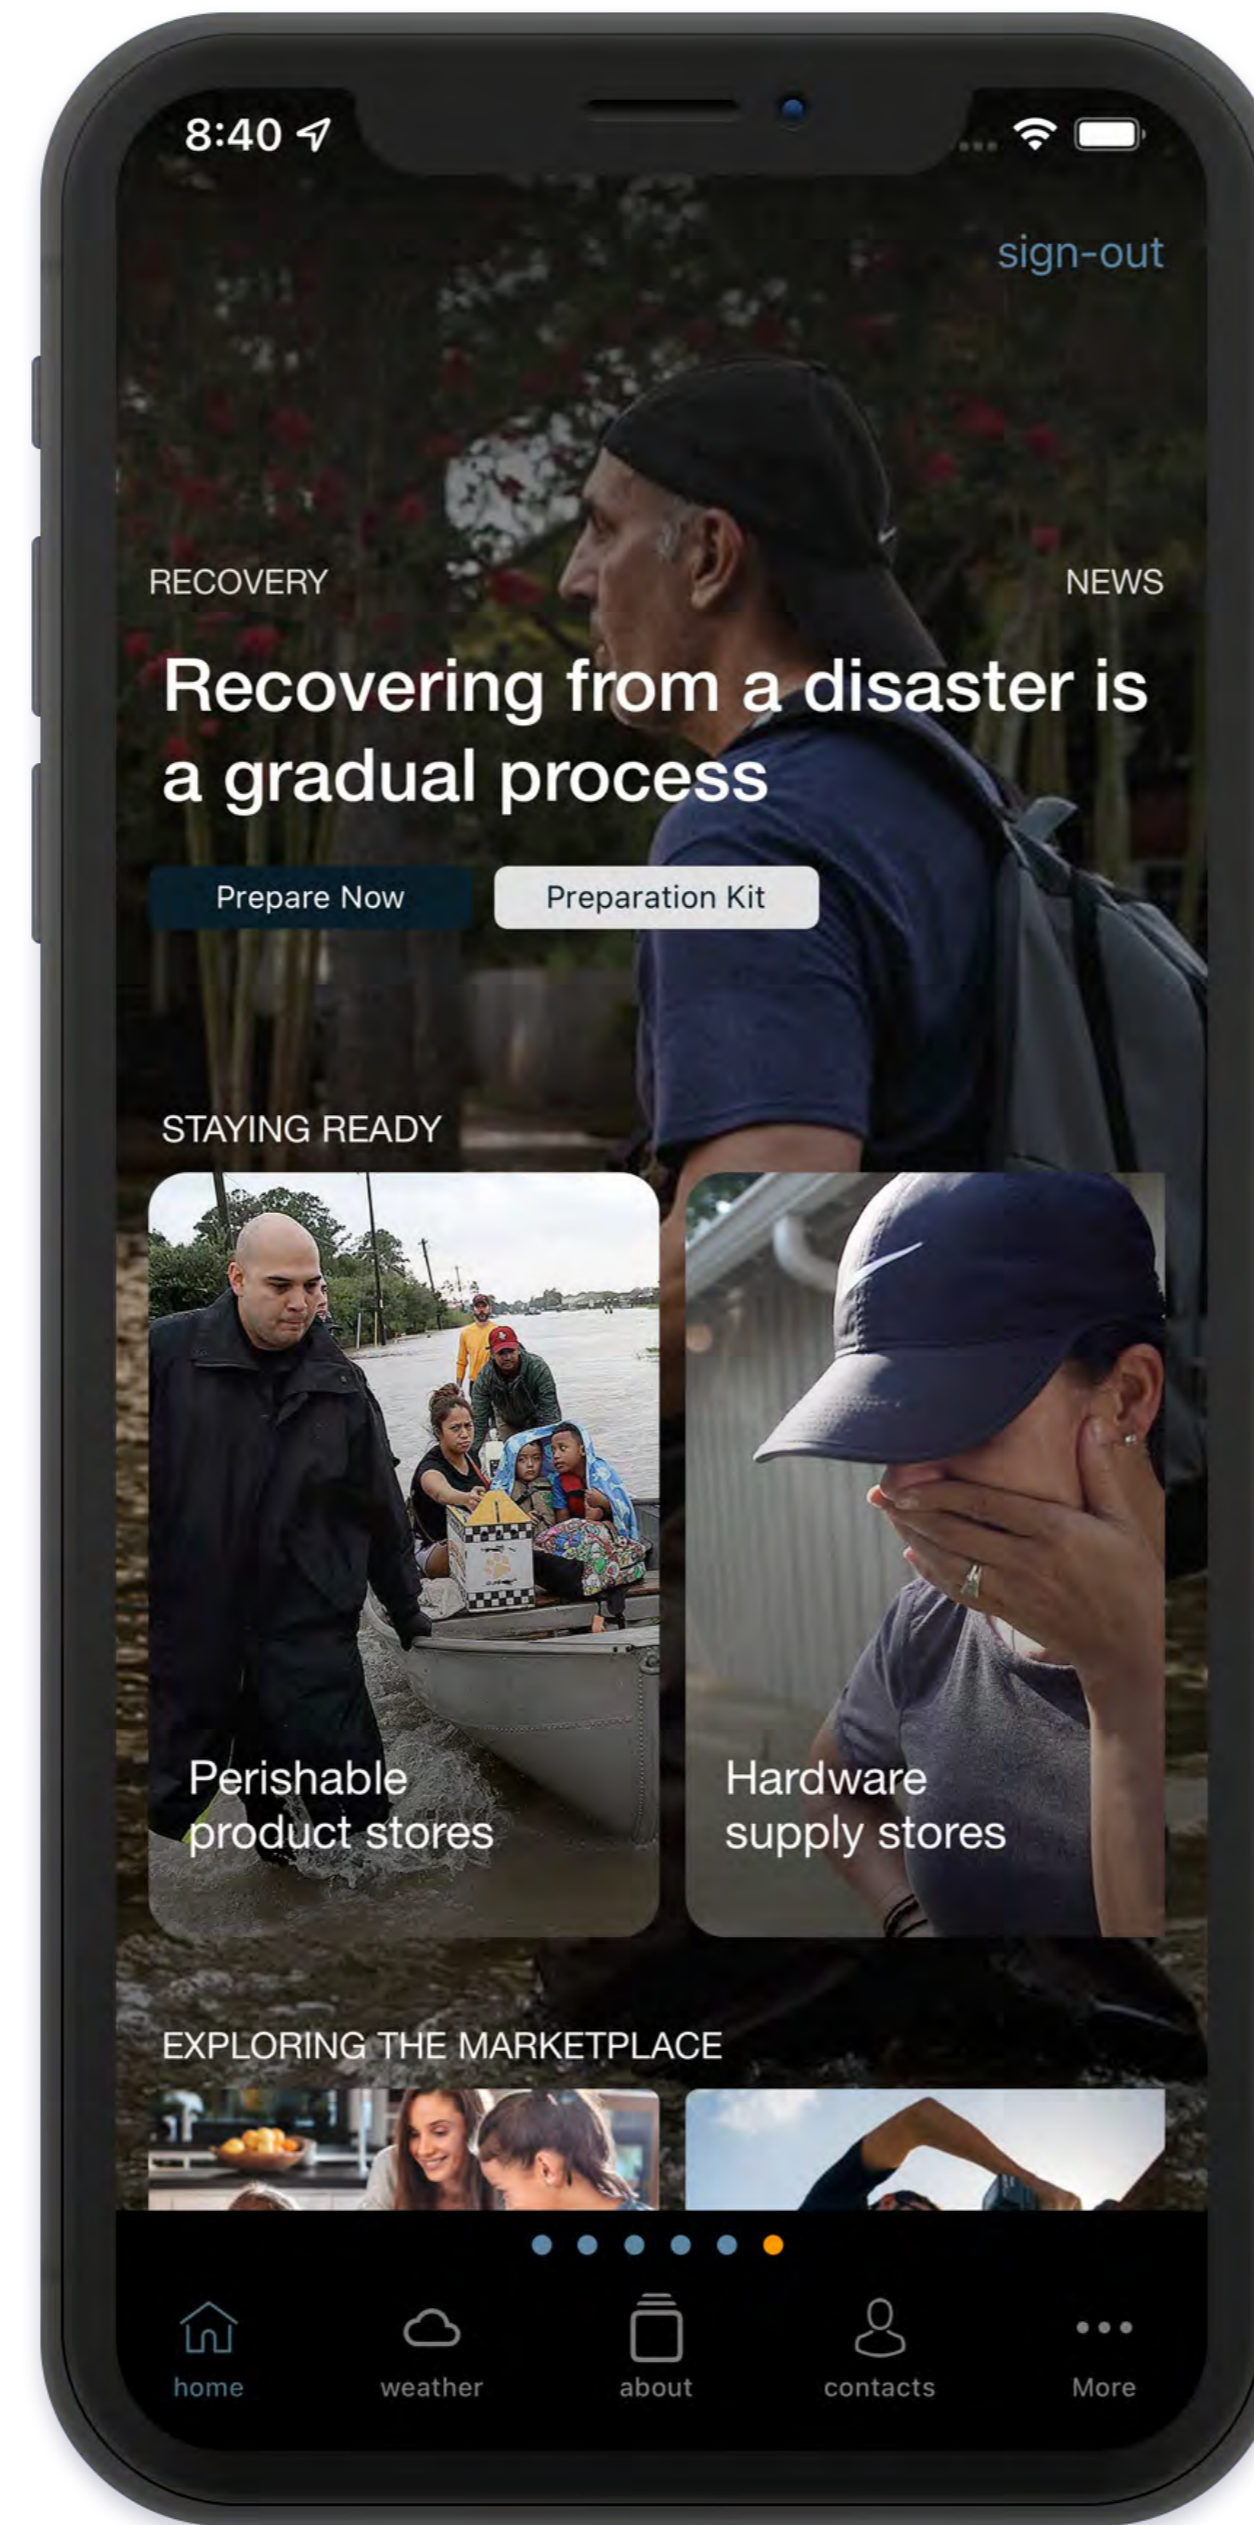 8:40
sign-out
RECOVERY
NEWS
Recovering from a disaster is
a gradual process
Prepare Now
Preparation Kit
STAYING READY
Perishable
product stores
Hardware
supply stores
EXPLORING THE MARKETPLACE
home
weather
about
contacts
More